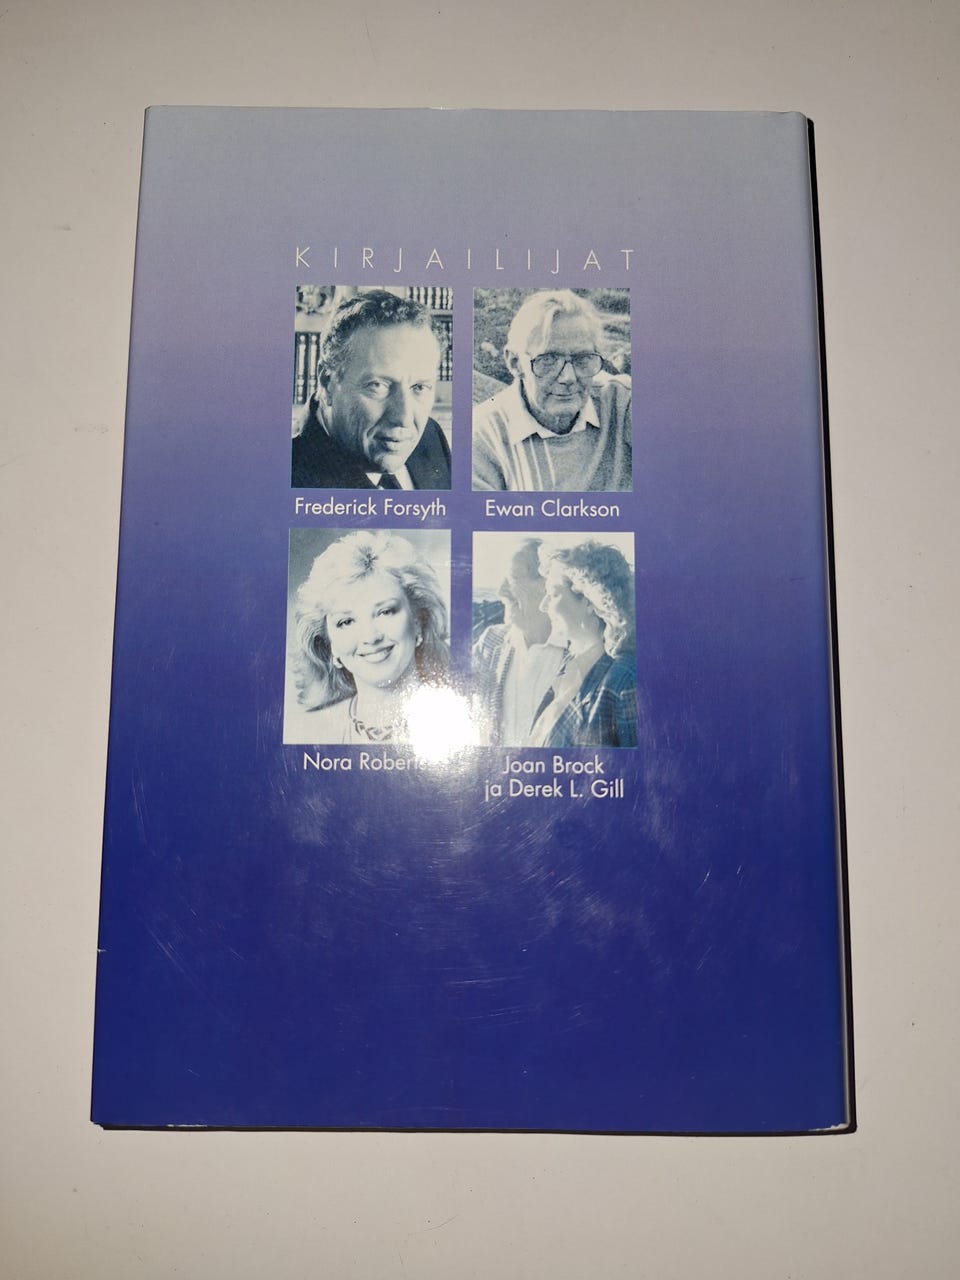 KIRJAILIJAT
Frederick Forsyth
Ewan Clarkson
Nora Roberts
Joan Brock
ja Derek L. Gill